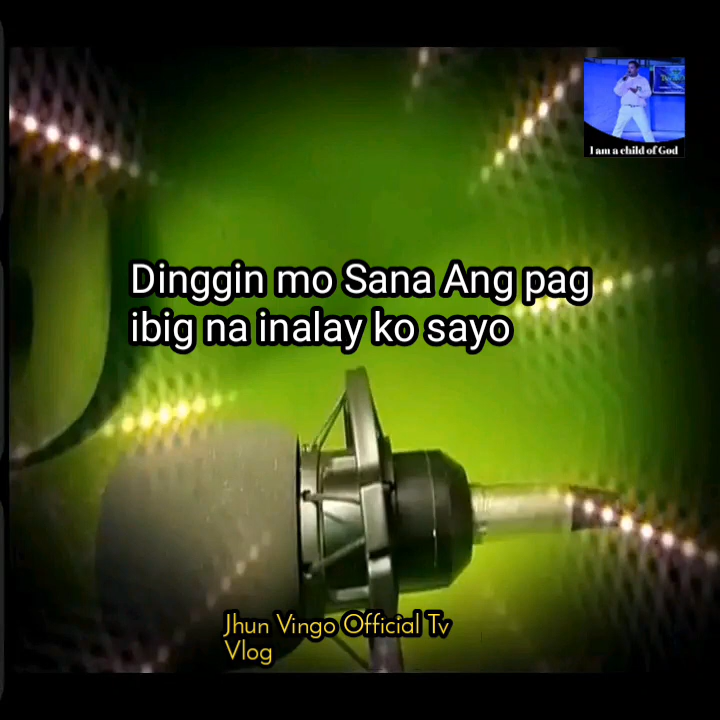 I am a child of God
Dinggin mo Sana Ang pag
ibig na inalay ko sayo
Jhun Vingo Official Tv
Vlog